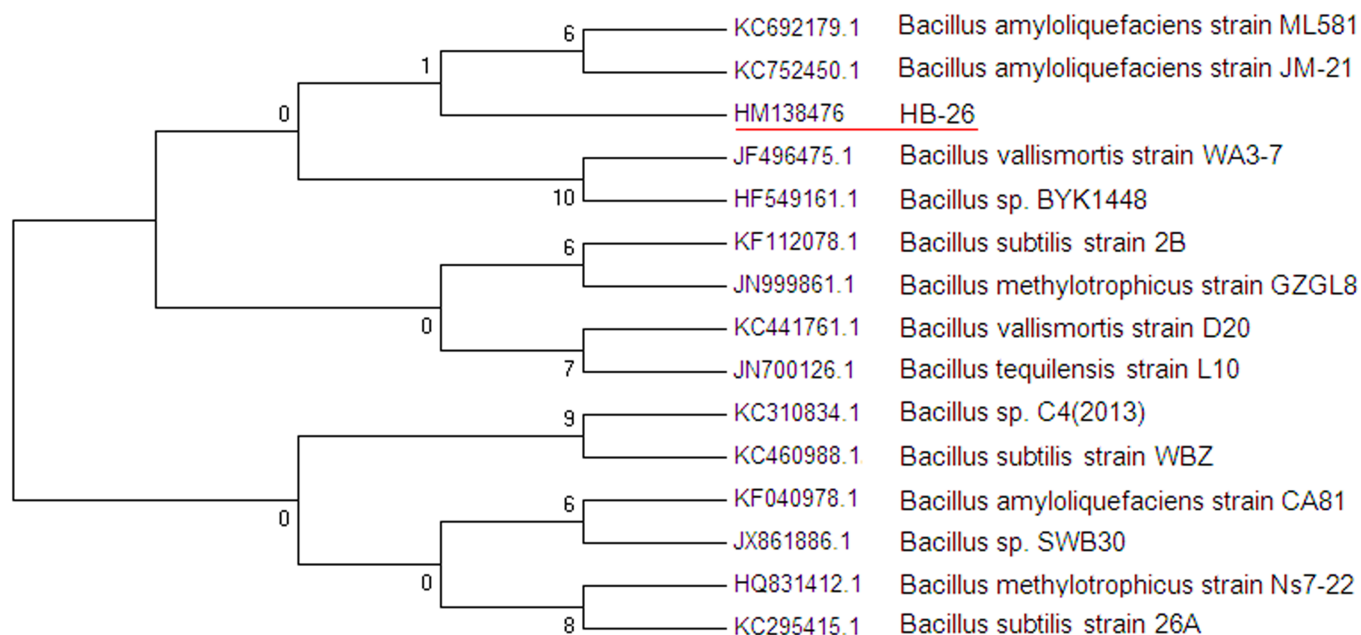 6 KC692179.1 Bacillus amyloliquefaciens strain ML581
1 KC752450.1 Bacillus amyloliquefaciens strain JM-21
0 HM138476 HB-26
JF496475.1 Bacillus vallismortis strain WA3-7
10 HF549161.1 Bacillus sp. BYK1448
6 KF112078.1 Bacillus subtilis strain 2B
JN999861.1 Bacillus methylotrophicus strain GZGL8
0 KC441761.1 Bacillus vallismortis strain D20
7 JN700126.1 Bacillus tequilensis strain L10
9 KC310834.1 Bacillus sp. C4(2013)
KC460988.1 Bacillus subtilis strain WBZ
0 6 KF040978.1 Bacillus amyloliquefaciens strain CA81
JX861886.1 Bacillus sp. SWB30
0 HQ831412.1 Bacillus methylotrophicus strain Ns7-22
8 KC295415.1 Bacillus subtilis strain 26A